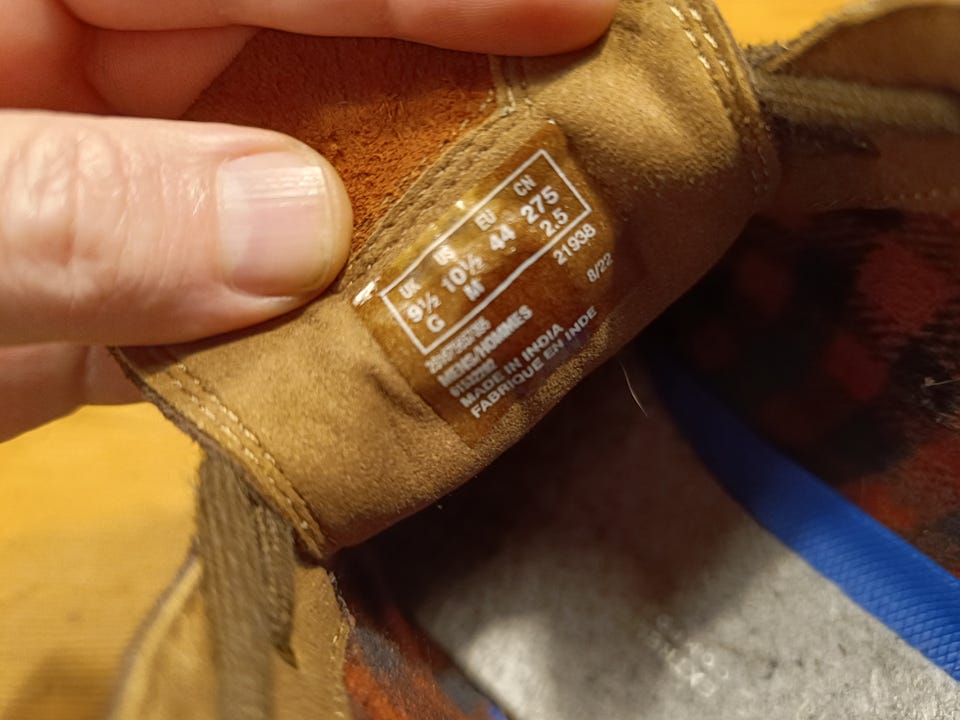 UK US EU CN
9½ 10½ 44 275
G M 2.5
21938
MENS/HOMMES 8/22
MADE IN INDIA
FABRIQUE EN INDE